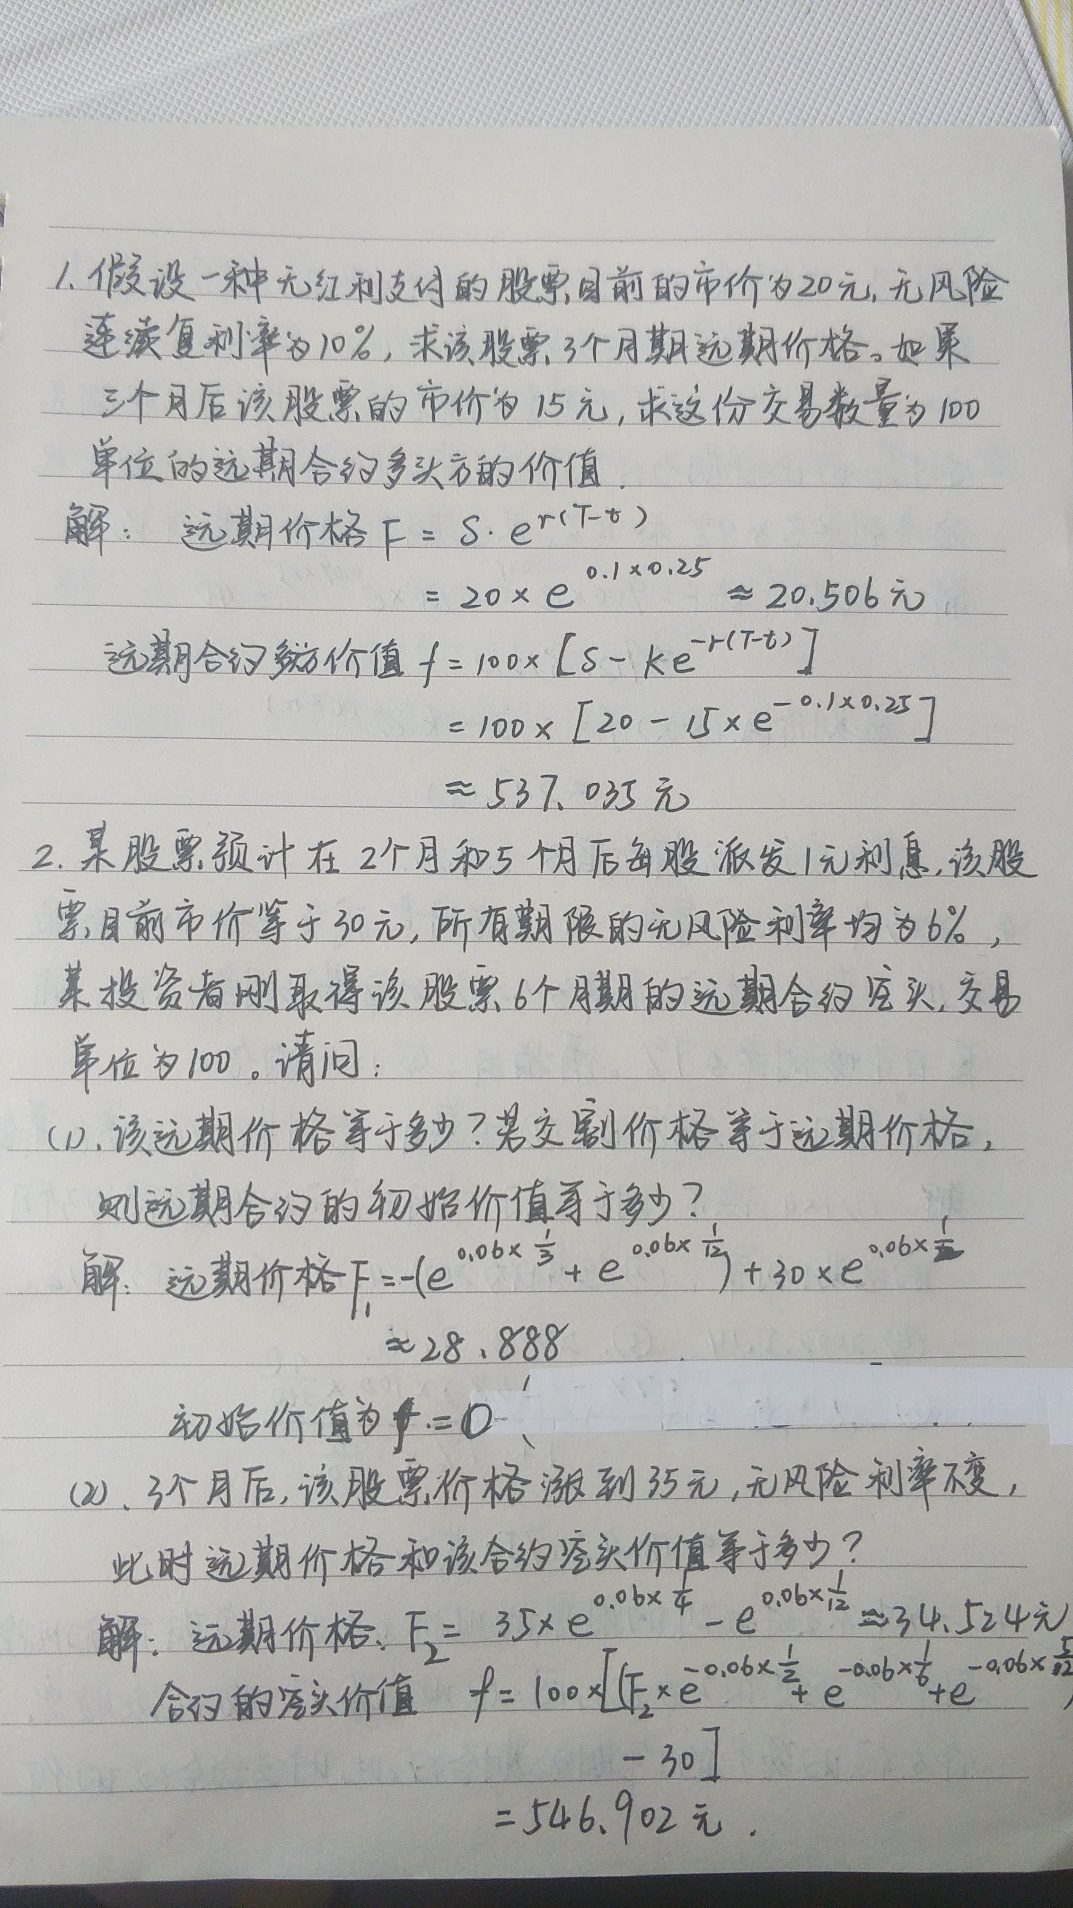 1. 假设一种无红利支付的股票目前的市价为20元,无风险
连续复利率为10%,求该股票3个月期远期价格。如果
三个月后该股票的市价为15元,求这份交易数量为100
单位的远期合约多头方的价值.
解: 远期价格 F = S·e^{r(T-t)}
= 20×e^{0.1×0.25} ≈ 20.506元
远期合约多方价值 f = 100×[S-Ke^{-r(T-t)}]
= 100×[20-15×e^{-0.1×0.25}]
≈ 537.035元
2. 某股票预计在2个月和5个月后每股派发1元利息,该股
票目前市价等于30元,所有期限的无风险利率均为6%,
某投资者刚取得该股票6个月期的远期合约空头,交易
单位为100。请问:
(1)、该远期价格等于多少?若交割价格等于远期价格,
则远期合约的初始价值等于多少?
解: 远期价格F₁=-(e^{0.06×1/3}+e^{0.06×1/12})+30×e^{0.06×1/2}
≈28.888
初始价值为f=0
(2)、3个月后,该股票价格涨到35元,无风险利率不变,
此时远期价格和该合约空头价值等于多少?
解: 远期价格: F₂= 35×e^{0.06×1/4}-e^{0.06×1/12}≈34.524元
合约的空头价值 f=100×[(F₂×e^{-0.06×1/2}+e^{-0.06×1/6}+e^{-0.06×5/12})
-30]
=546.902元.